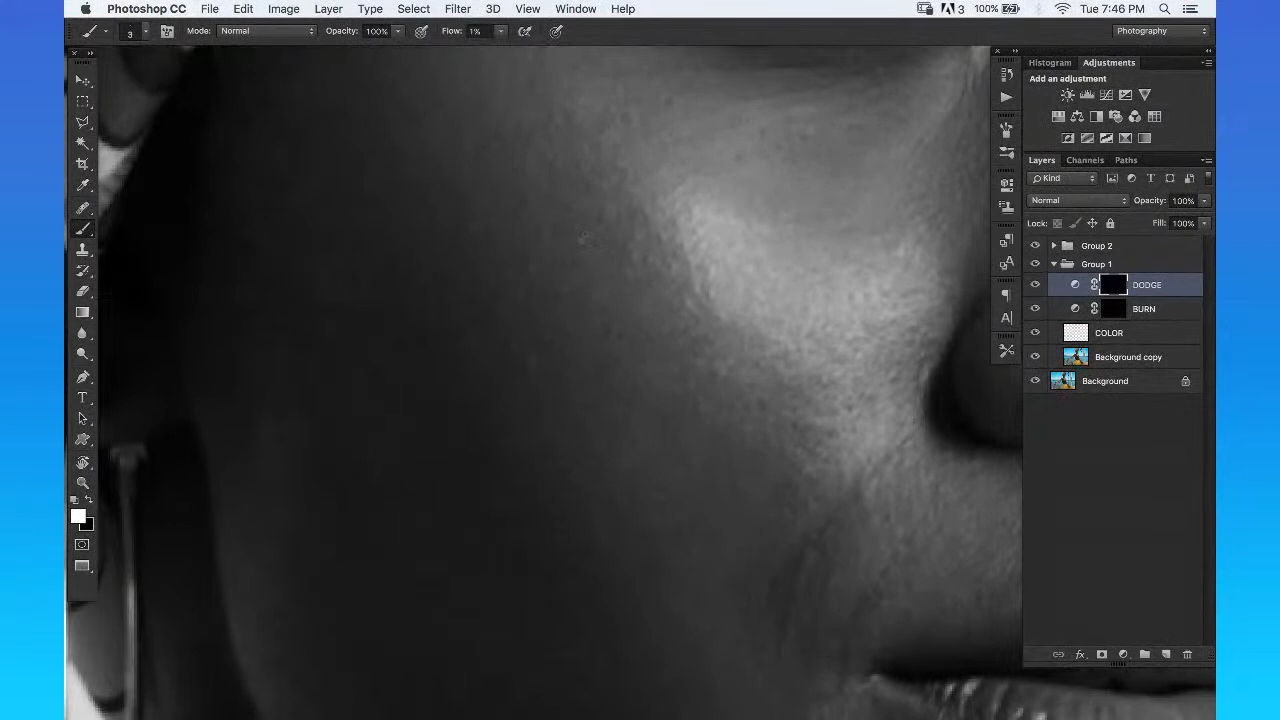 Photoshop CC File Edit Image Layer Type Select Filter 3D View Window Help 3 100% Tue 7:46 PM
3 Mode: Normal Opacity: 100% Flow: 1% Photography
Histogram Adjustments
Add an adjustment
Layers Channels Paths
Kind
Normal Opacity: 100%
Lock: Fill: 100%
Group 2
Group 1
DODGE
BURN
COLOR
Background copy
Background